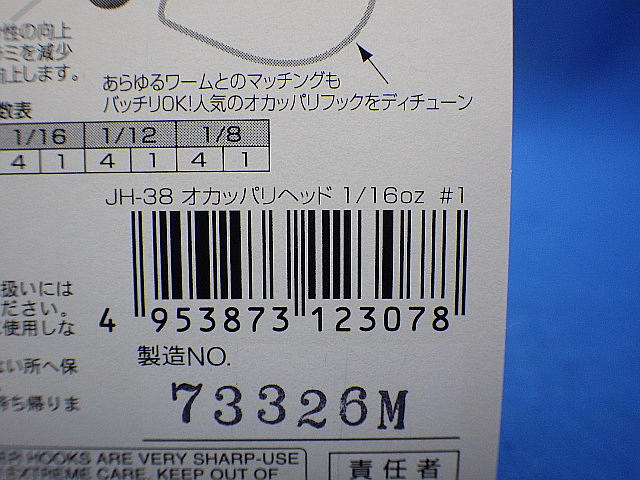 性の向上
キミを減少
向上します。
あらゆるワームとのマッチングも
バッチリOK!人気のオカッパリフックをディチューン
数表
1/16 1/12 1/8
4 1 4 1 4 1
JH-38 オカッパリヘッド 1/16oz #1
扱いには
ださい。
使用しな
4 953873 123078
製造NO.
ない所へ保
持ち帰りま
73326M
HOOKS ARE VERY SHARP-USE
EXTREME CARE. KEEP OUT OF
責任者